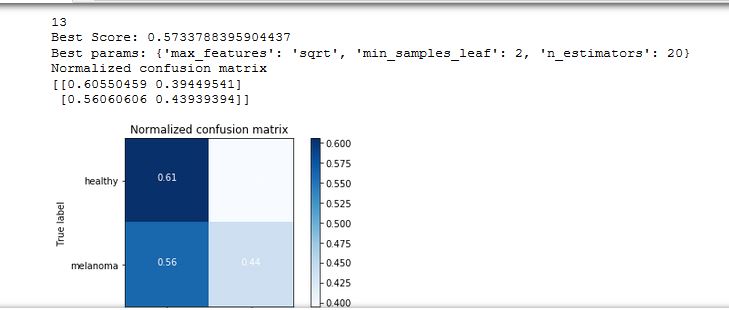 13
Best Score: 0.5733788395904437
Best params: {'max_features': 'sqrt', 'min_samples_leaf': 2, 'n_estimators': 20}
Normalized confusion matrix
[[0.60550459 0.39449541]
[0.56060606 0.43939394]]
Normalized confusion matrix
0.600
0.575
0.550
0.525
0.500
0.475
0.450
0.425
0.400
True label
healthy
0.61
melanoma
0.56 0.44